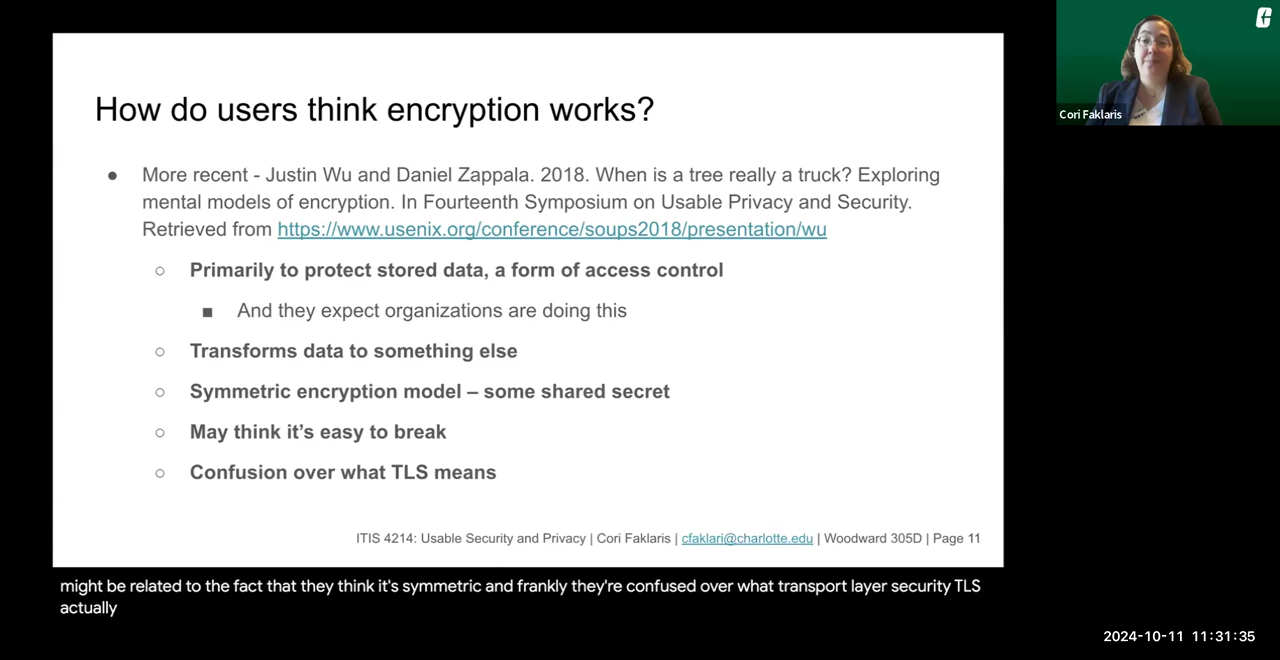 How do users think encryption works?
● More recent - Justin Wu and Daniel Zappala. 2018. When is a tree really a truck? Exploring
mental models of encryption. In Fourteenth Symposium on Usable Privacy and Security.
Retrieved from https://www.usenix.org/conference/soups2018/presentation/wu
○ Primarily to protect stored data, a form of access control
■ And they expect organizations are doing this
○ Transforms data to something else
○ Symmetric encryption model – some shared secret
○ May think it’s easy to break
○ Confusion over what TLS means
ITIS 4214: Usable Security and Privacy | Cori Faklaris | cfaklari@charlotte.edu | Woodward 305D | Page 11
Cori Faklaris
might be related to the fact that they think it's symmetric and frankly they're confused over what transport layer security TLS
actually
2024-10-11 11:31:35